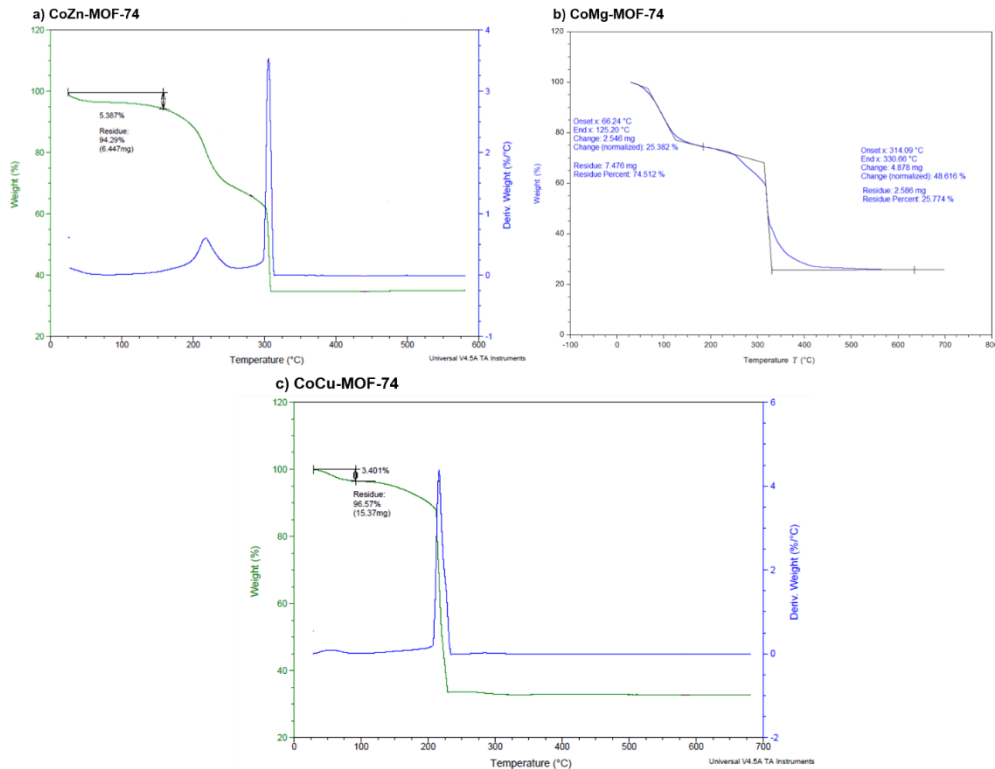 a) CoZn-MOF-74
120
100
80
60
40
20
Weight (%)
5.387%
Residue:
94.29%
(6.447mg)
4
3
2
1
0
-1
Deriv. Weight (%/°C)
0
100
200
300
400
500
600
Temperature (°C)
Universal V4.5A TA Instruments
b) CoMg-MOF-74
120
100
80
60
40
20
0
Weight (%)
Onset x: 66.24 °C
End x: 125.20 °C
Change: 2.546 mg
Change (normalized): 25.382 %
Residue: 7.476 mg
Residue Percent: 74.512 %
Onset x: 314.09 °C
End x: 330.66 °C
Change: 4.878 mg
Change (normalized): 48.616 %
Residue: 2.586 mg
Residue Percent: 25.774 %
-100
0
100
200
300
400
500
600
700
800
Temperature T (°C)
c) CoCu-MOF-74
120
100
80
60
40
20
Weight (%)
3.401%
Residue:
96.57%
(15.37mg)
6
4
2
0
-2
Deriv. Weight (%/°C)
0
100
200
300
400
500
600
700
Temperature (°C)
Universal V4.5A TA Instruments